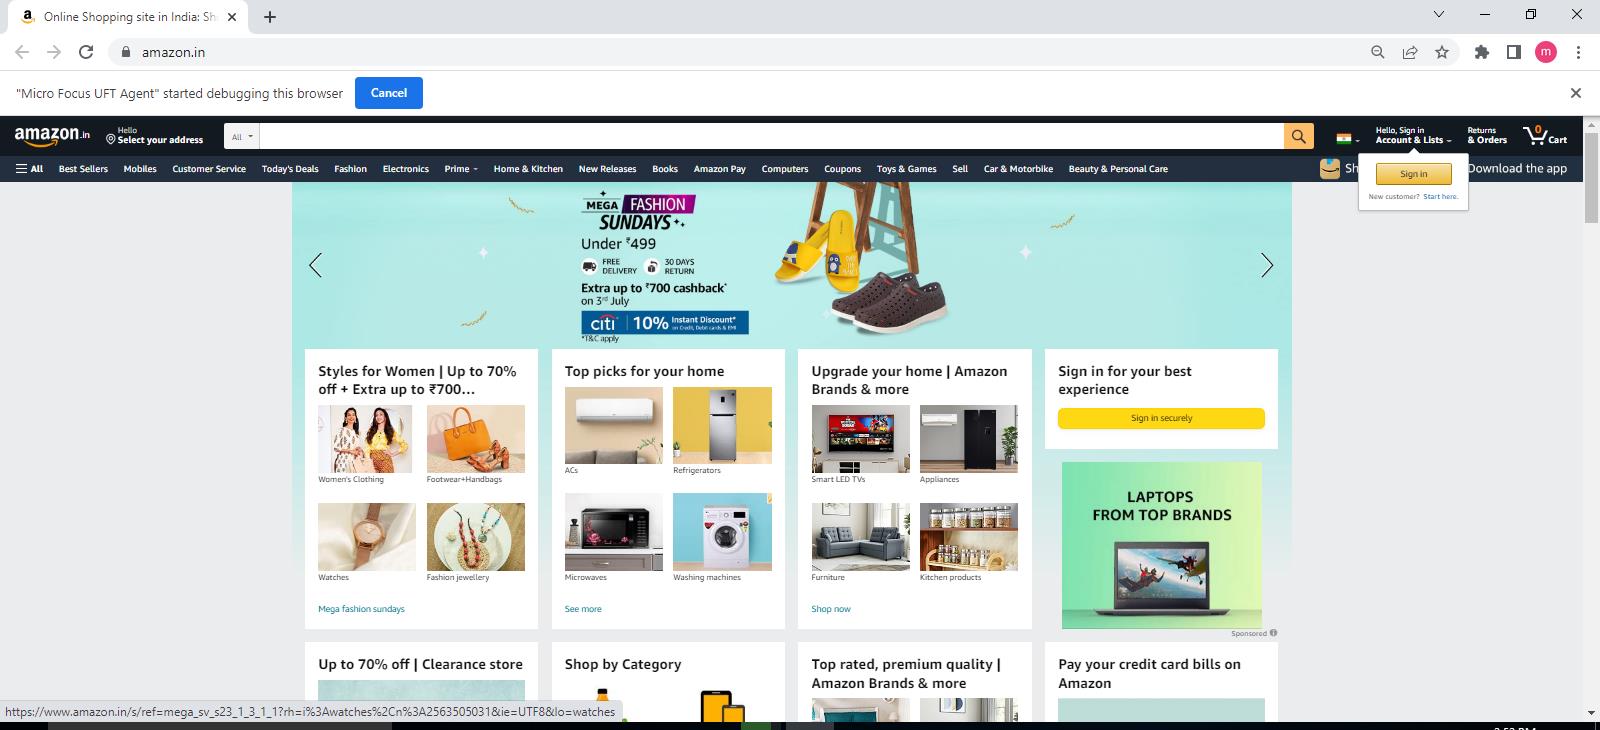 Online Shopping site in India: Sh
amazon.in
m
"Micro Focus UFT Agent" started debugging this browser
Cancel
amazon.in
Hello
Select your address
All
Hello, Sign in
Account & Lists
Returns
& Orders
0
Cart
All
Best Sellers
Mobiles
Customer Service
Today's Deals
Fashion
Electronics
Prime
Home & Kitchen
New Releases
Books
Amazon Pay
Computers
Coupons
Toys & Games
Sell
Car & Motorbike
Beauty & Personal Care
Sh
Download the app
Sign in
New customer? Start here.
MEGA FASHION
SUNDAYS
Under ₹499
FREE
DELIVERY
30 DAYS
RETURN
Extra up to ₹700 cashback*
on 3rd July
citi
10%
Instant Discount*
on Credit, Debit cards & EMI
*T&C apply
Styles for Women | Up to 70%
off + Extra up to ₹700...
Women's Clothing
Footwear+Handbags
Watches
Fashion jewellery
Mega fashion sundays
Top picks for your home
ACs
Refrigerators
Microwaves
Washing machines
See more
Upgrade your home | Amazon
Brands & more
Smart LED TVs
Appliances
Furniture
Kitchen products
Shop now
Sign in for your best
experience
Sign in securely
LAPTOPS
FROM TOP BRANDS
Sponsored
Up to 70% off | Clearance store
Shop by Category
Top rated, premium quality |
Amazon Brands & more
Pay your credit card bills on
Amazon
https://www.amazon.in/s/ref=mega_sv_s23_1_3_1_1?rh=i%3Awatches%2Cn%3A2563505031&ie=UTF8&lo=watches